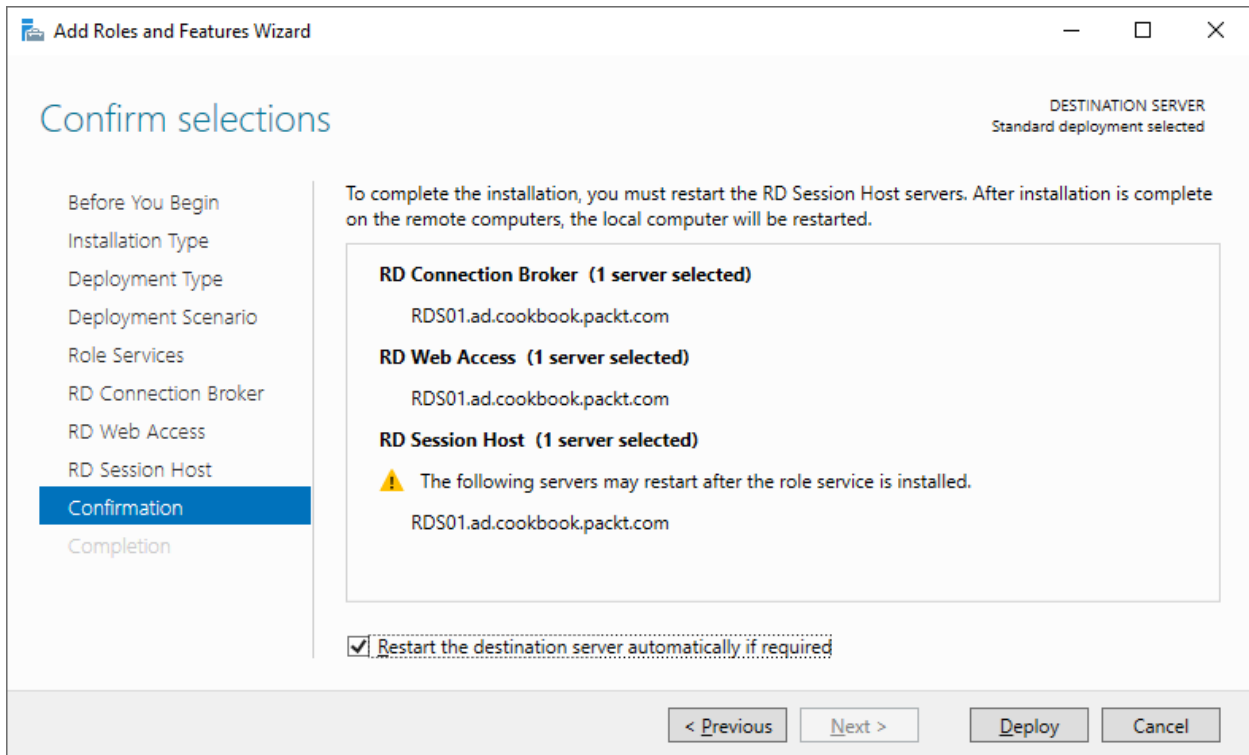 Add Roles and Features Wizard
Confirm selections
DESTINATION SERVER
Standard deployment selected
Before You Begin
Installation Type
Deployment Type
Deployment Scenario
Role Services
RD Connection Broker
RD Web Access
RD Session Host
Confirmation
Completion
To complete the installation, you must restart the RD Session Host servers. After installation is complete
on the remote computers, the local computer will be restarted.
RD Connection Broker (1 server selected)
RDS01.ad.cookbook.packt.com
RD Web Access (1 server selected)
RDS01.ad.cookbook.packt.com
RD Session Host (1 server selected)
The following servers may restart after the role service is installed.
RDS01.ad.cookbook.packt.com
Restart the destination server automatically if required
< Previous
Next >
Deploy
Cancel